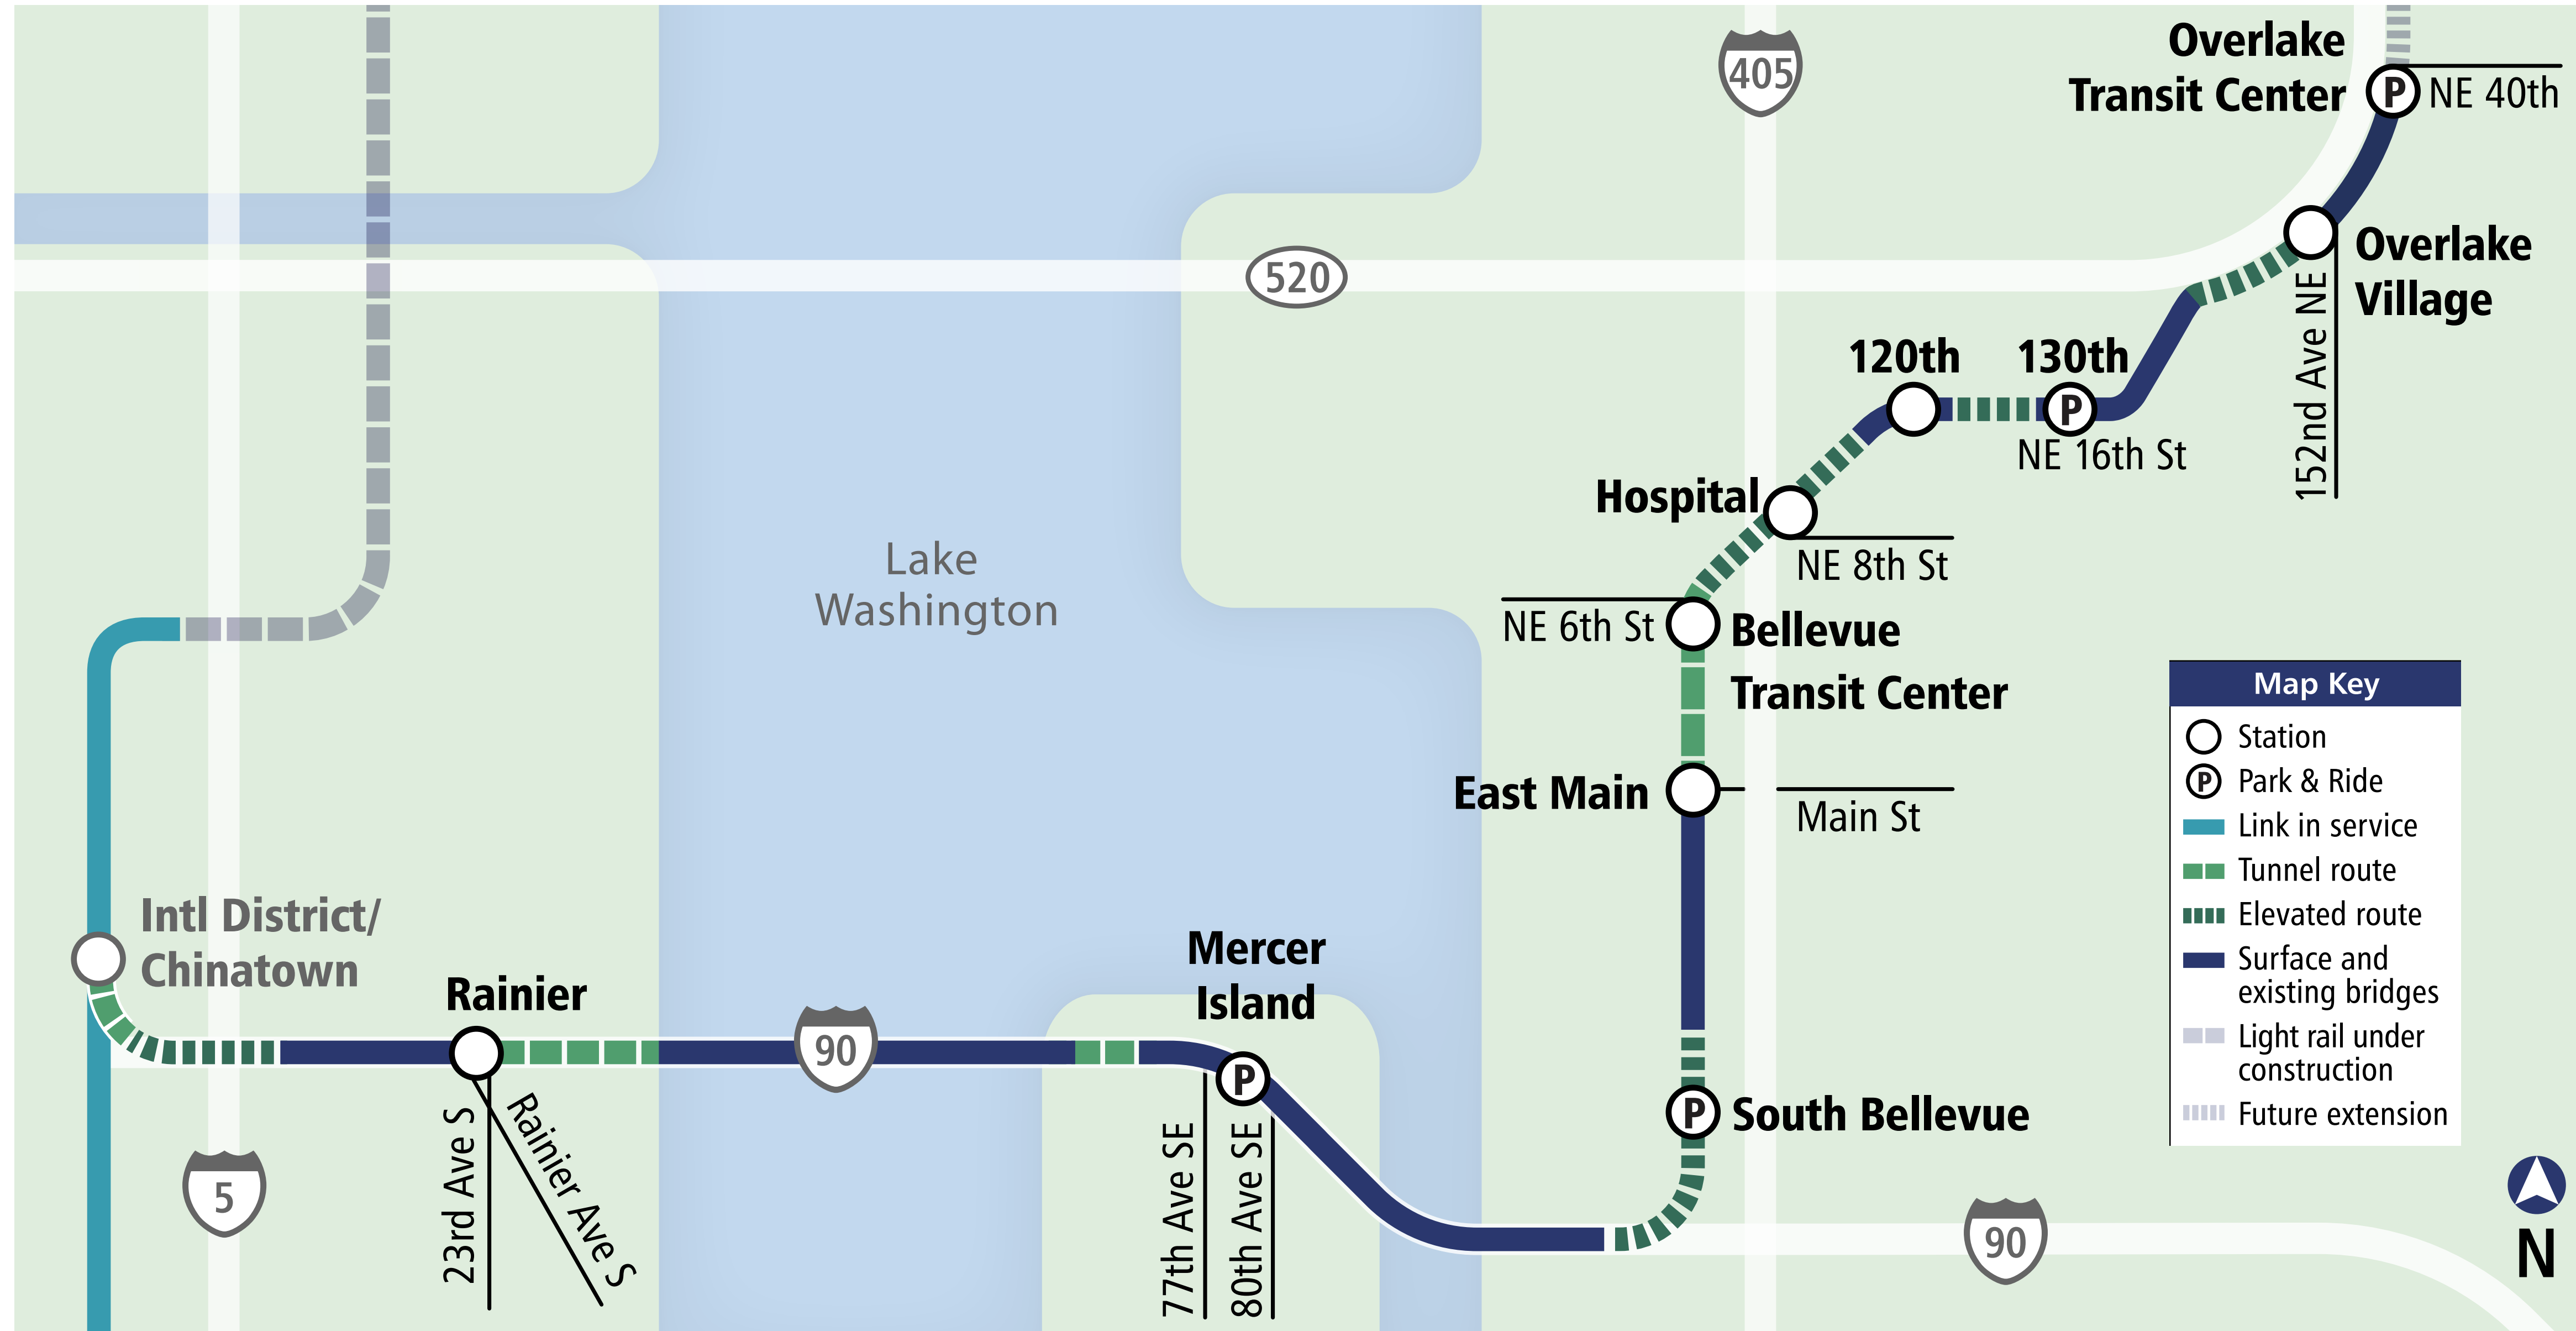 Overlake
Transit Center
P
NE 40th
405
520
Overlake
Village
152nd Ave NE
120th
130th
P
NE 16th St
Hospital
NE 8th St
Lake
Washington
NE 6th St
Bellevue
Transit Center
East Main
Main St
Intl District/
Chinatown
Rainier
23rd Ave S
Rainier Ave S
5
90
Mercer
Island
P
77th Ave SE
80th Ave SE
P
South Bellevue
90
Map Key
Station
P
Park & Ride
Link in service
Tunnel route
Elevated route
Surface and
existing bridges
Light rail under
construction
Future extension
N